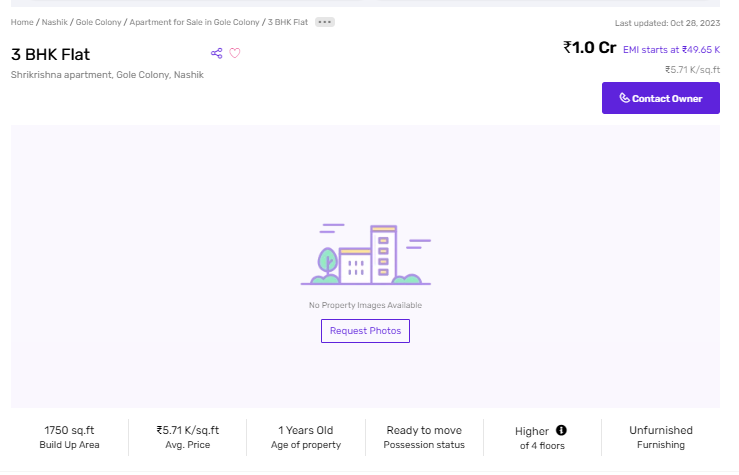 Home / Nashik / Gole Colony / Apartment for Sale in Gole Colony / 3 BHK Flat
Last updated: Oct 28, 2023
3 BHK Flat
₹1.0 Cr EMI starts at ₹49.65 K
Shrikrishna apartment, Gole Colony, Nashik
₹5.71 K/sq.ft
Contact Owner
No Property Images Available
Request Photos
1750 sq.ft
Build Up Area
₹5.71 K/sq.ft
Avg. Price
1 Years Old
Age of property
Ready to move
Possession status
Higher
of 4 floors
Unfurnished
Furnishing